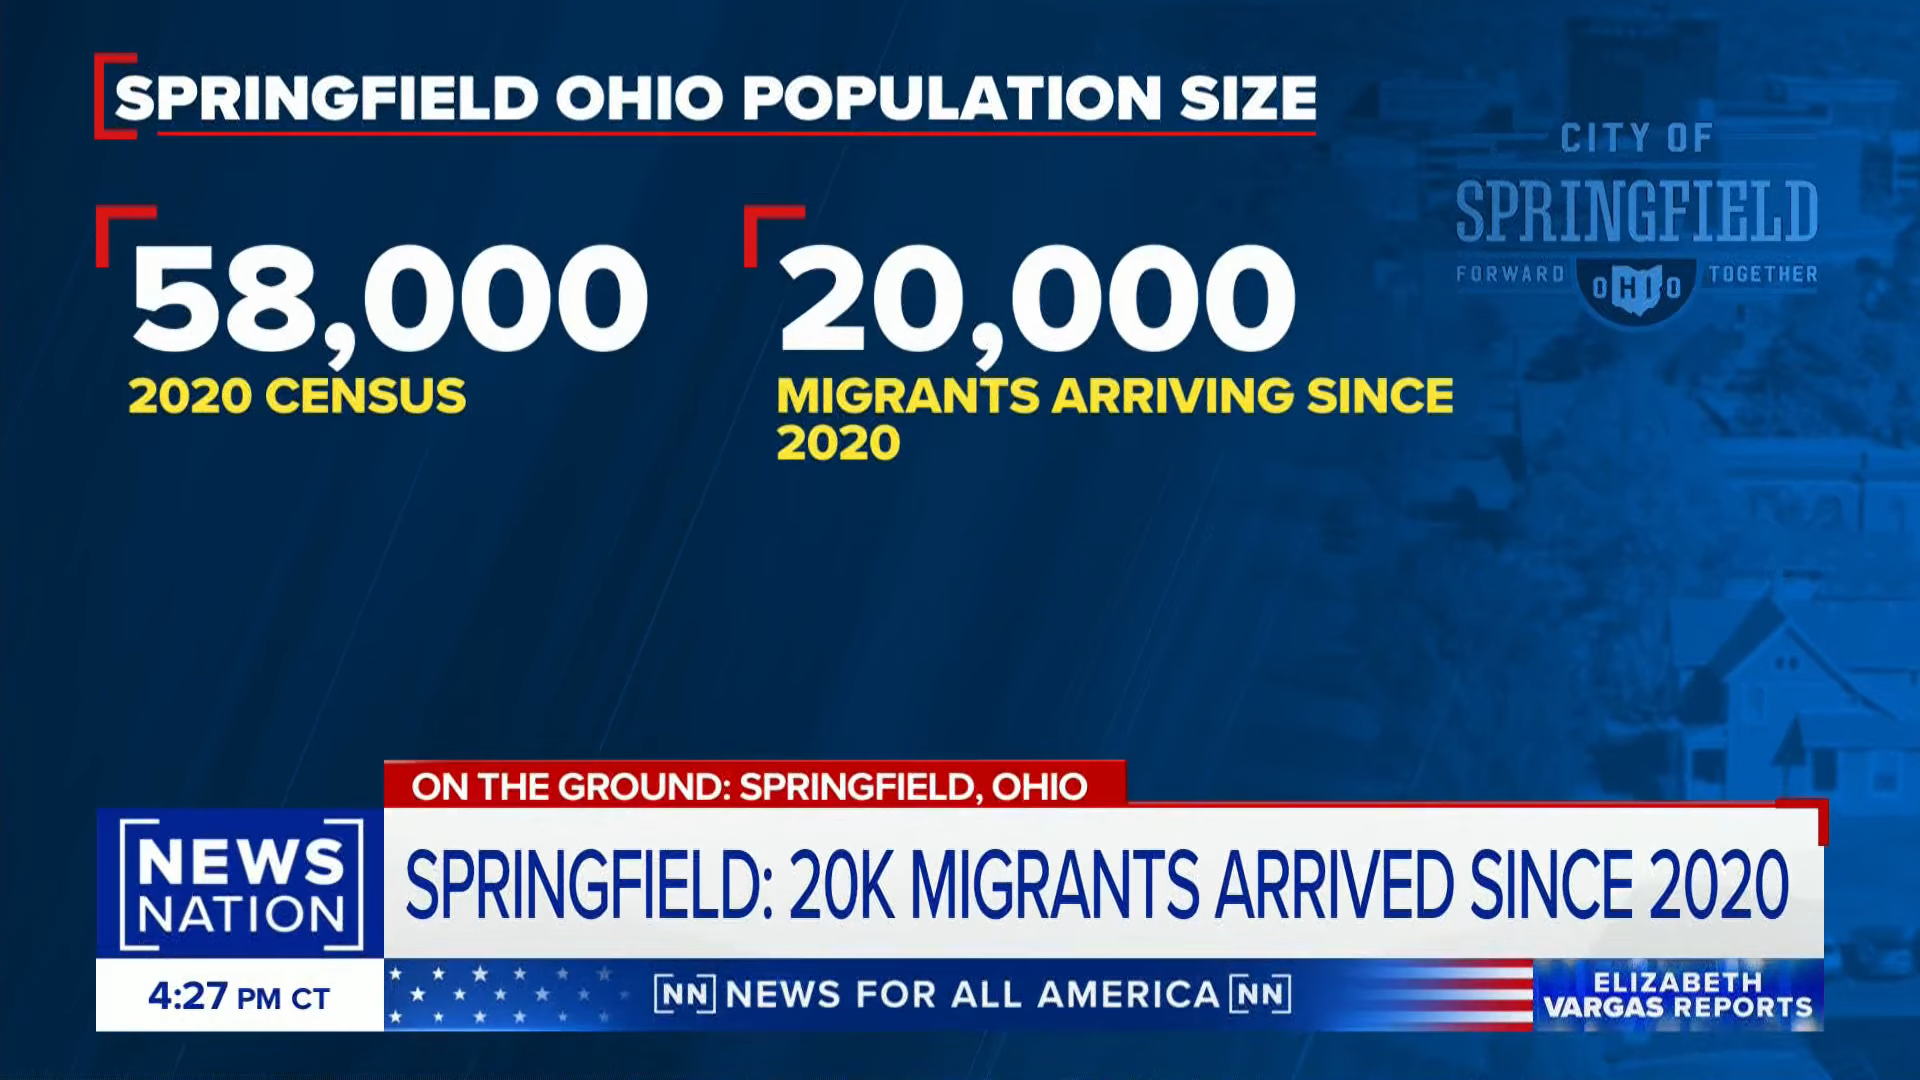 SPRINGFIELD OHIO POPULATION SIZE
CITY OF
SPRINGFIELD
FORWARD OHIO TOGETHER
58,000
2020 CENSUS
20,000
MIGRANTS ARRIVING SINCE
2020
ON THE GROUND: SPRINGFIELD, OHIO
NEWS
NATION
SPRINGFIELD: 20K MIGRANTS ARRIVED SINCE 2020
4:27 PM CT
NN NEWS FOR ALL AMERICA NN
ELIZABETH
VARGAS REPORTS